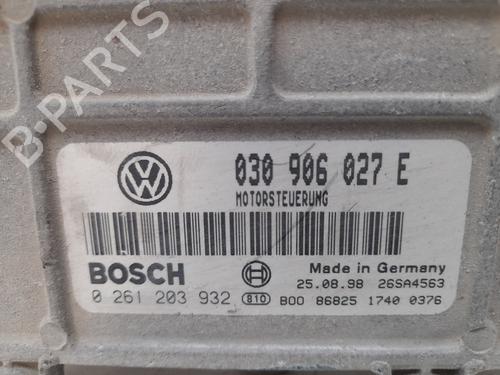 B-PARTS
VW
030 906 027 E
MOTORSTEUERUNG
BOSCH
Made in Germany
25.08.98 26SA4563
0 261 203 932 810 B00 86825 1740 0376